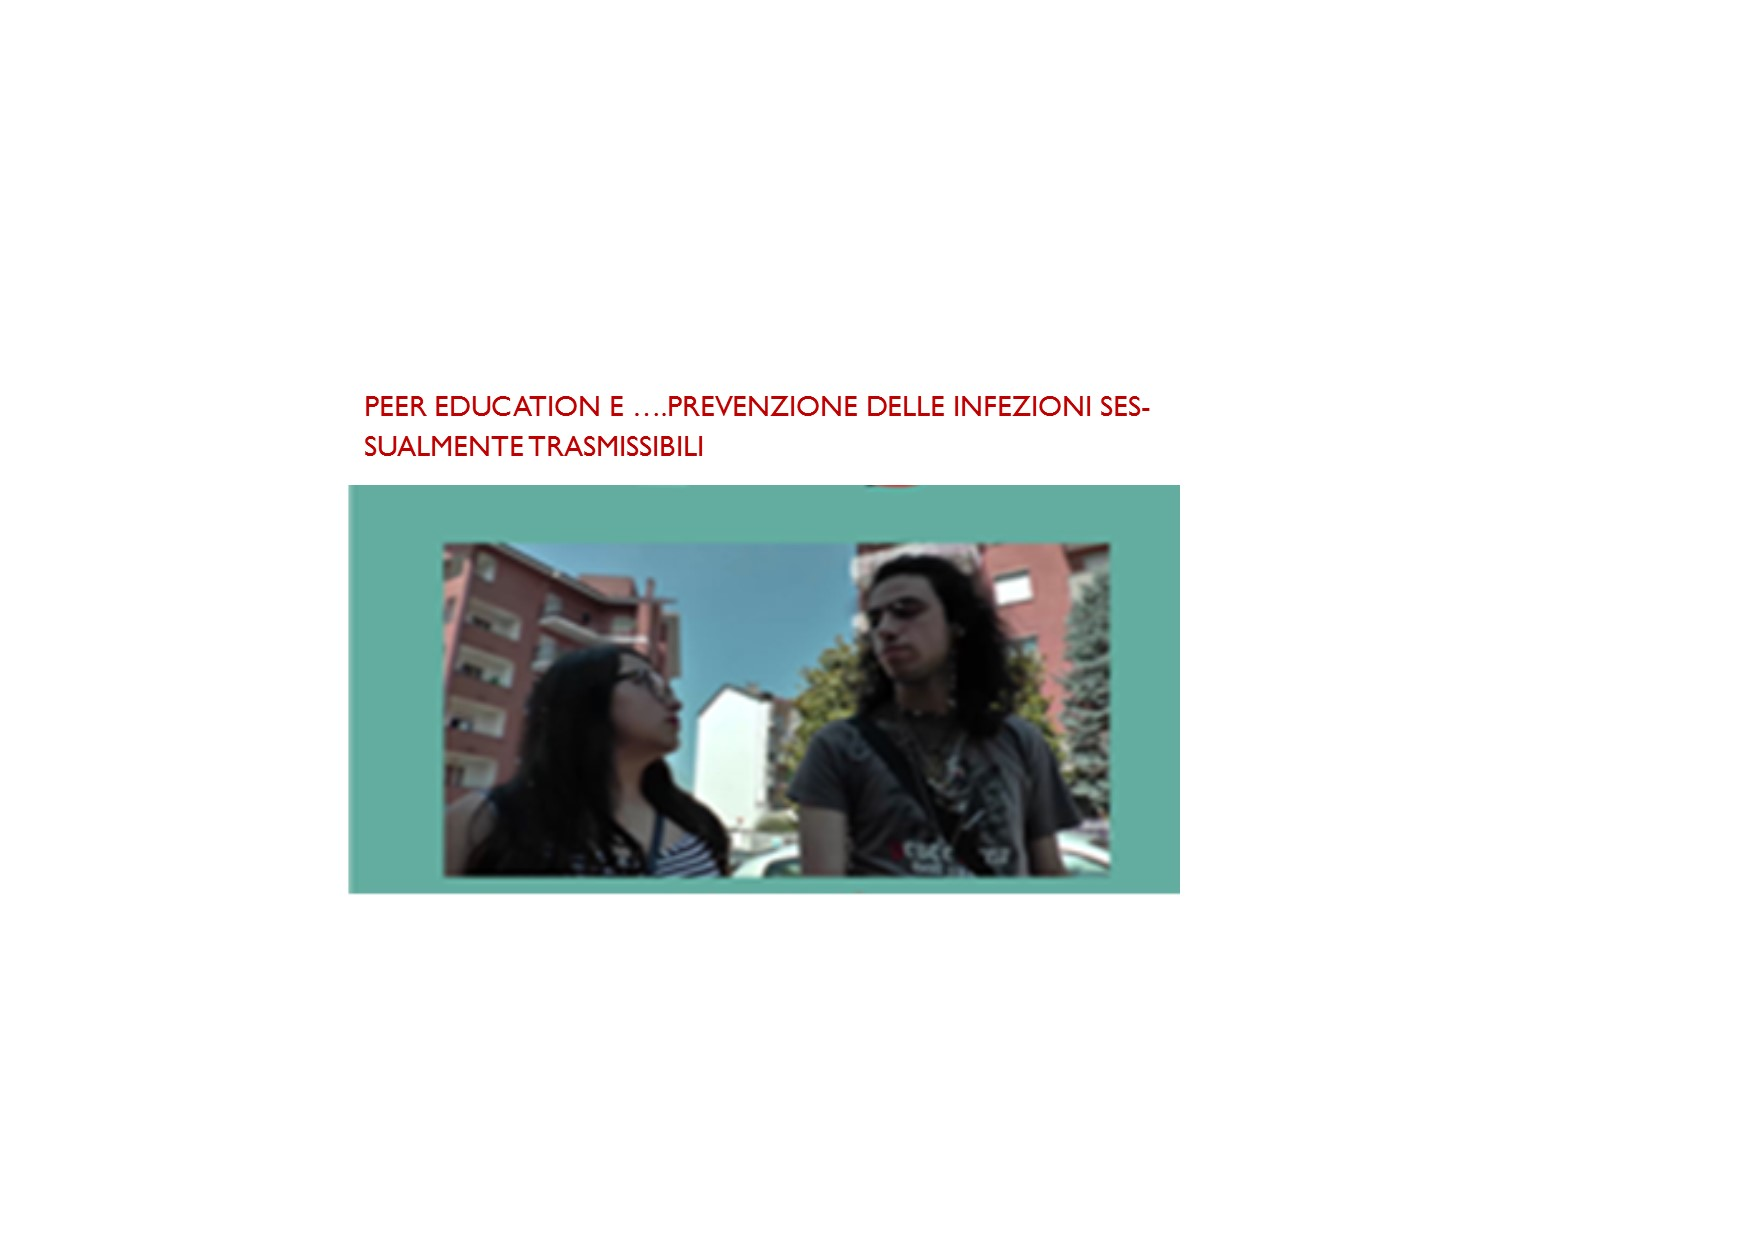 PEER EDUCATION E ….PREVENZIONE DELLE INFEZIONI SES-
SUALMENTE TRASMISSIBILI